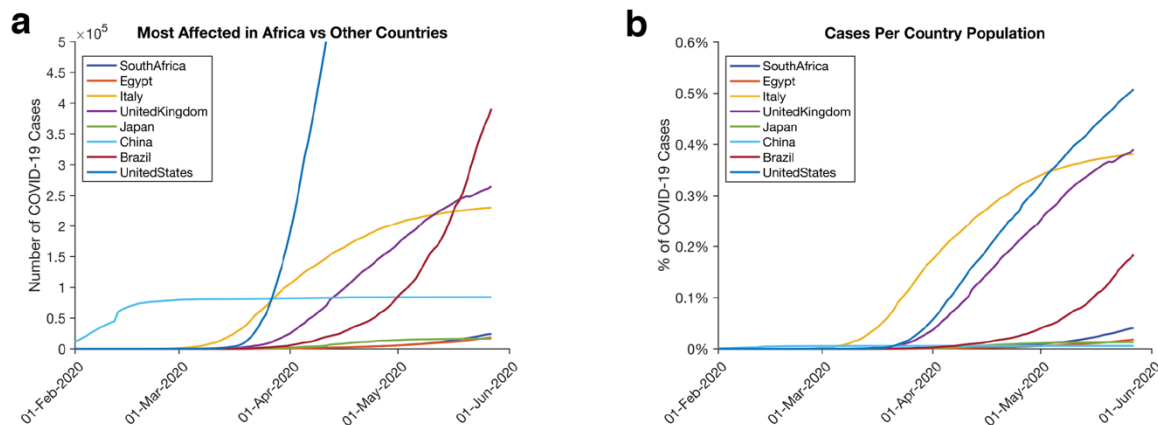 a
Most Affected in Africa vs Other Countries
×10⁵
5
4.5
4
3.5
3
2.5
2
1.5
1
0.5
0
Number of COVID-19 Cases
SouthAfrica
Egypt
Italy
UnitedKingdom
Japan
China
Brazil
UnitedStates
01-Feb-2020
01-Mar-2020
01-Apr-2020
01-May-2020
01-Jun-2020
b
Cases Per Country Population
0.6%
0.5%
0.4%
0.3%
0.2%
0.1%
0
% of COVID-19 Cases
SouthAfrica
Egypt
Italy
UnitedKingdom
Japan
China
Brazil
UnitedStates
01-Feb-2020
01-Mar-2020
01-Apr-2020
01-May-2020
01-Jun-2020